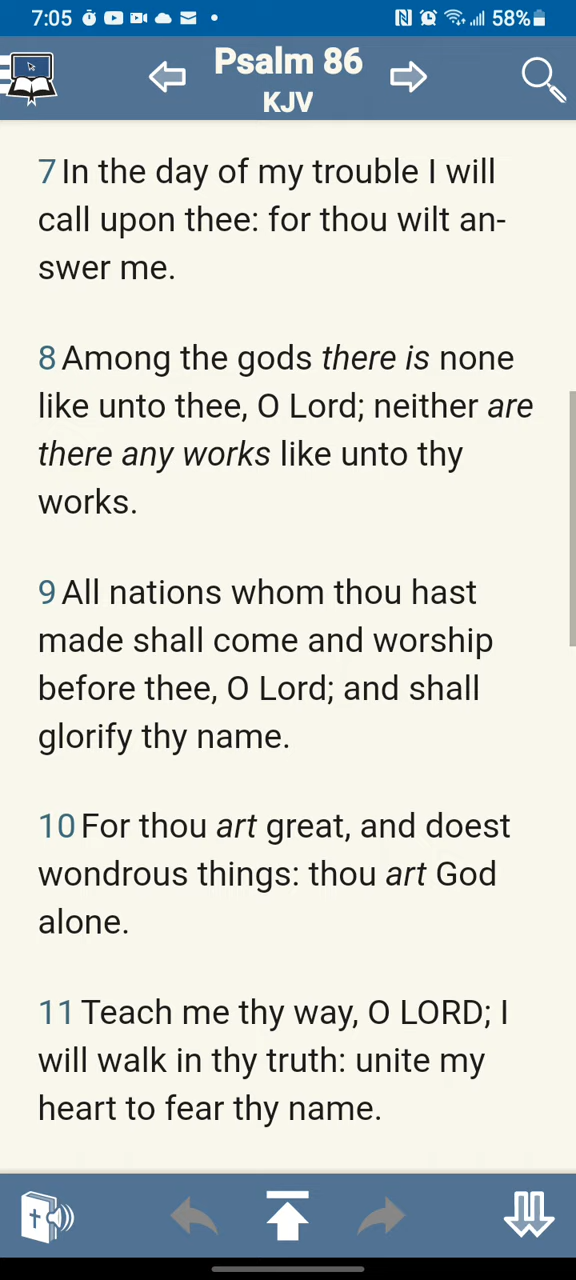 7:05 58%
Psalm 86
KJV
7 In the day of my trouble I will
call upon thee: for thou wilt an-
swer me.
8 Among the gods there is none
like unto thee, O Lord; neither are
there any works like unto thy
works.
9 All nations whom thou hast
made shall come and worship
before thee, O Lord; and shall
glorify thy name.
10 For thou art great, and doest
wondrous things: thou art God
alone.
11 Teach me thy way, O LORD; I
will walk in thy truth: unite my
heart to fear thy name.